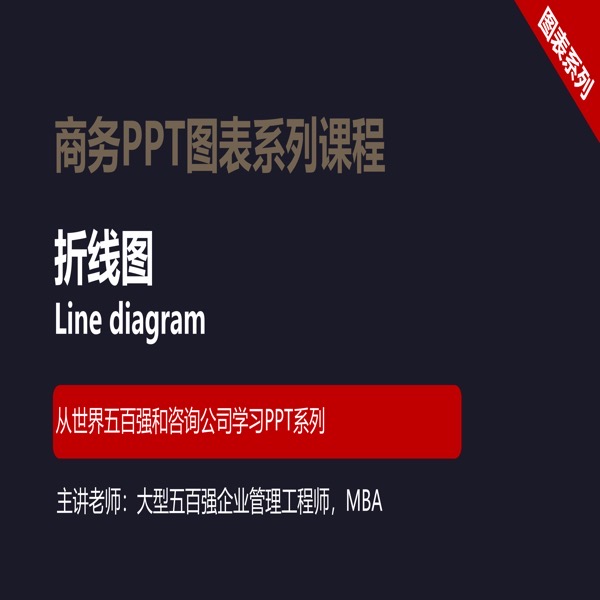 图表系列
商务PPT图表系列课程
折线图
Line diagram
从世界五百强和咨询公司学习PPT系列
主讲老师：大型五百强企业管理工程师，MBA